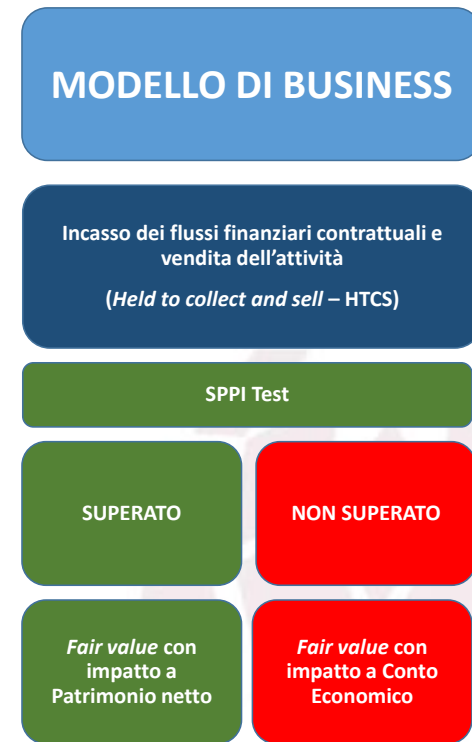 MODELLO DI BUSINESS
Incasso dei flussi finanziari contrattuali e
vendita dell'attività
(Held to collect and sell – HTCS)
SPPI Test
SUPERATO
NON SUPERATO
Fair value con
impatto a
Patrimonio netto
Fair value con
impatto a Conto
Economico